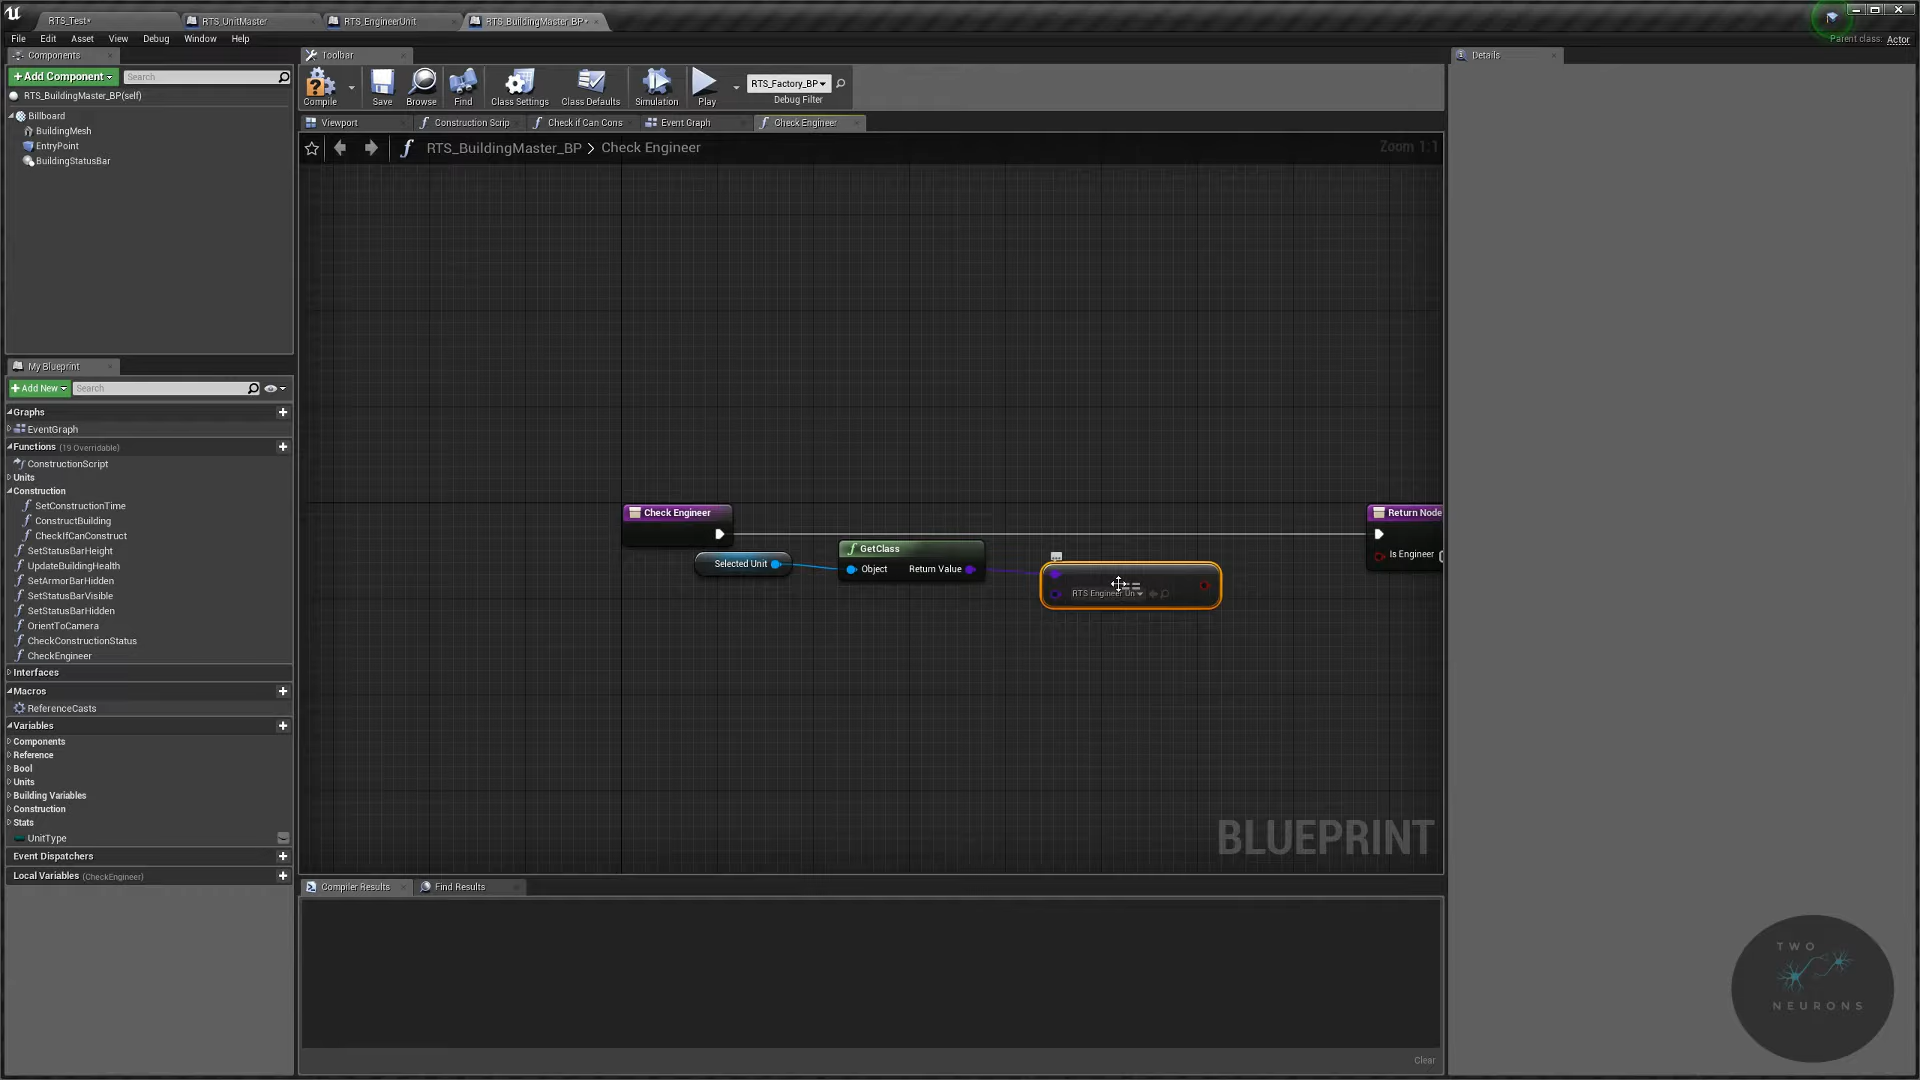 RTS_Test*
RTS_UnitMaster
RTS_EngineerUnit
RTS_BuildingMaster_BP*
File Edit Asset View Debug Window Help
Parent class: Actor
Components
Toolbar
Details
+Add Component
Search
RTS_BuildingMaster_BP(self)
Billboard
BuildingMesh
EntryPoint
BuildingStatusBar
Compile
Save
Browse
Find
Class Settings
Class Defaults
Simulation
Play
RTS_Factory_BP
Debug Filter
Viewport
Construction Scrip
Check if Can Cons
Event Graph
Check Engineer
RTS_BuildingMaster_BP > Check Engineer
Zoom 1:1
My Blueprint
+Add New
Search
Graphs
EventGraph
Functions (19 Overridable)
ConstructionScript
Units
Construction
SetConstructionTime
ConstructBuilding
CheckIfCanConstruct
SetStatusBarHeight
UpdateBuildingHealth
SetArmorBarHidden
SetStatusBarVisible
SetStatusBarHidden
OrientToCamera
CheckConstructionStatus
CheckEngineer
Interfaces
Macros
ReferenceCasts
Variables
Components
Reference
Bool
Units
Building Variables
Construction
Stats
UnitType
Event Dispatchers
Local Variables (CheckEngineer)
Check Engineer
Selected Unit
GetClass
Object
Return Value
==
RTS Engineer Un
Return Node
Is Engineer
BLUEPRINT
Compiler Results
Find Results
Clear
TWO
NEURONS